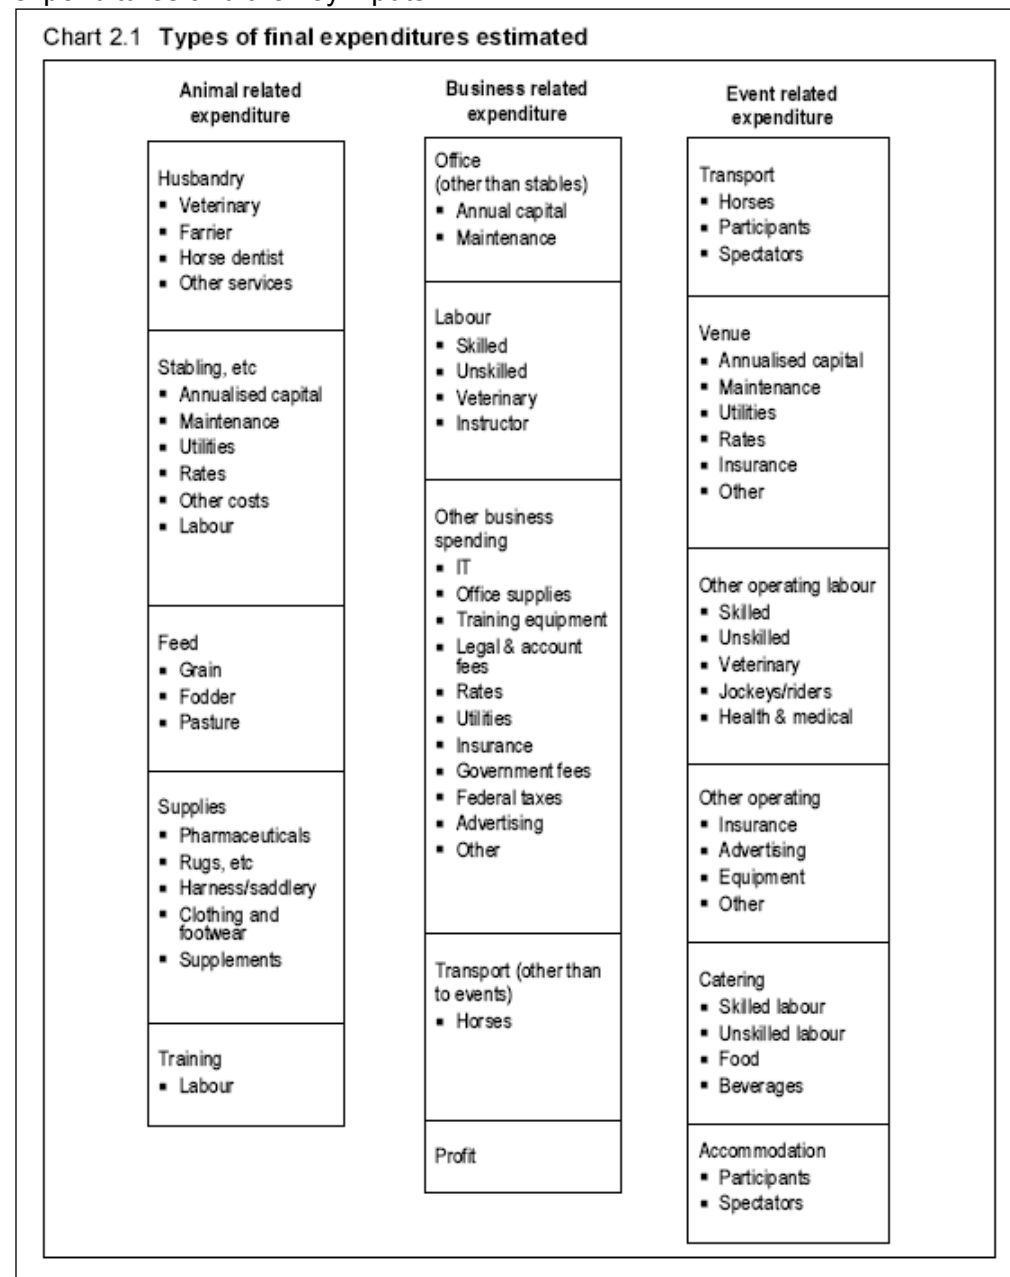 Chart 2.1 Types of final expenditures estimated
Animal related
expenditure
Husbandry
▪ Veterinary
▪ Farrier
▪ Horse dentist
▪ Other services
Stabling, etc
▪ Annualised capital
▪ Maintenance
▪ Utilities
▪ Rates
▪ Other costs
▪ Labour
Feed
▪ Grain
▪ Fodder
▪ Pasture
Supplies
▪ Pharmaceuticals
▪ Rugs, etc
▪ Harness/saddlery
▪ Clothing and
footwear
▪ Supplements
Training
▪ Labour
Business related
expenditure
Office
(other than stables)
▪ Annual capital
▪ Maintenance
Labour
▪ Skilled
▪ Unskilled
▪ Veterinary
▪ Instructor
Other business
spending
▪ IT
▪ Office supplies
▪ Training equipment
▪ Legal & account
fees
▪ Rates
▪ Utilities
▪ Insurance
▪ Government fees
▪ Federal taxes
▪ Advertising
▪ Other
Transport (other than
to events)
▪ Horses
Profit
Event related
expenditure
Transport
▪ Horses
▪ Participants
▪ Spectators
Venue
▪ Annualised capital
▪ Maintenance
▪ Utilities
▪ Rates
▪ Insurance
▪ Other
Other operating labour
▪ Skilled
▪ Unskilled
▪ Veterinary
▪ Jockeys/riders
▪ Health & medical
Other operating
▪ Insurance
▪ Advertising
▪ Equipment
▪ Other
Catering
▪ Skilled labour
▪ Unskilled labour
▪ Food
▪ Beverages
Accommodation
▪ Participants
▪ Spectators